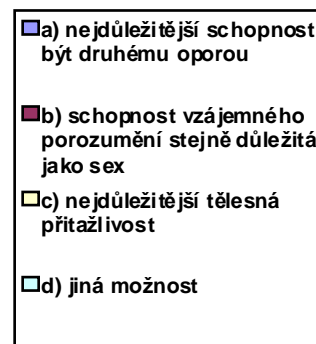 a) nejdůležitější schopnost
být druhému oporou
b) schopnost vzájemného
porozumění stejně důležitá
jako sex
c) nejdůležitější tělesná
přitažlivost
d) jiná možnost